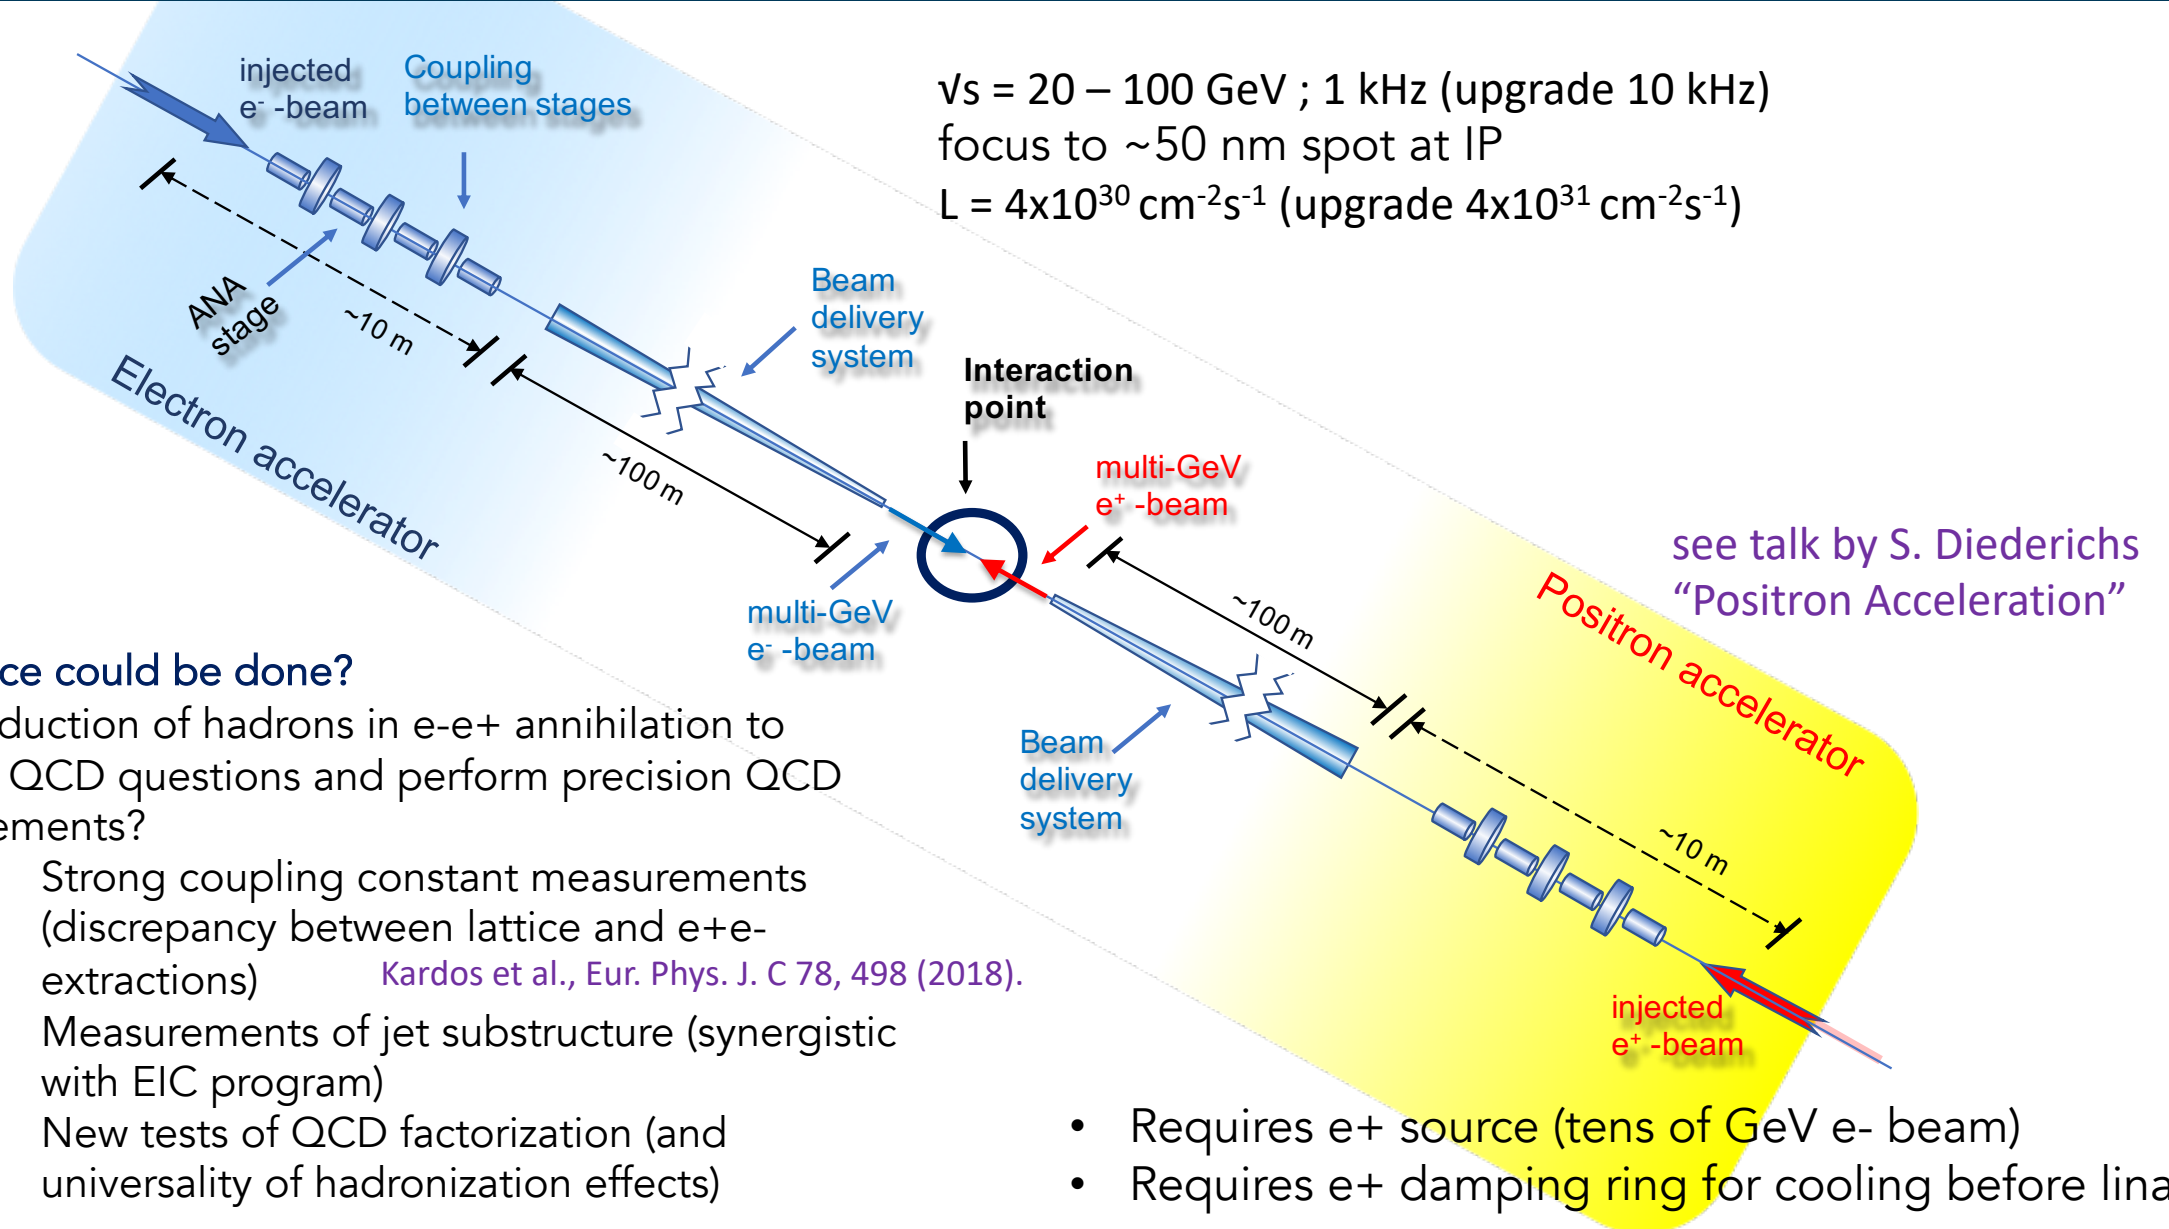 injected
e⁻ -beam
Coupling
between stages
√s = 20 – 100 GeV ; 1 kHz (upgrade 10 kHz)
focus to ~50 nm spot at IP
L = 4x10³⁰ cm⁻²s⁻¹ (upgrade 4x10³¹ cm⁻²s⁻¹)
ANA
stage
~10 m
Electron accelerator
Beam
delivery
system
~100 m
Interaction
point
multi-GeV
e⁺ -beam
multi-GeV
e⁻ -beam
~100 m
see talk by S. Diederichs
“Positron Acceleration”
Positron accelerator
Beam
delivery
system
~10 m
injected
e⁺ -beam
ce could be done?
duction of hadrons in e-e+ annihilation to
QCD questions and perform precision QCD
ements?
Strong coupling constant measurements
(discrepancy between lattice and e+e-
extractions) Kardos et al., Eur. Phys. J. C 78, 498 (2018).
Measurements of jet substructure (synergistic
with EIC program)
New tests of QCD factorization (and
universality of hadronization effects)
• Requires e+ source (tens of GeV e- beam)
• Requires e+ damping ring for cooling before lina